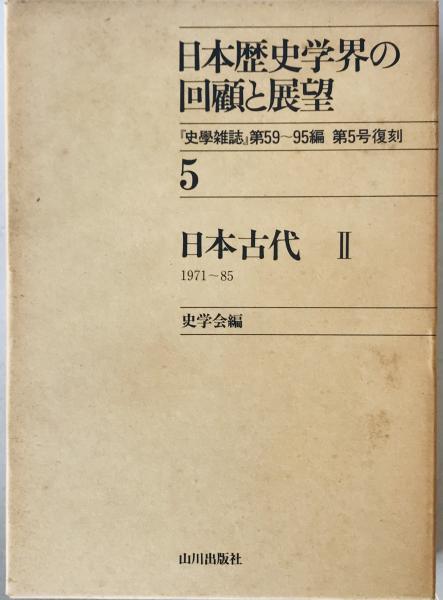 日本歴史学界の
回顧と展望
『史學雑誌』第59～95編 第5号復刻
5
日本古代 Ⅱ
1971～85
史学会編
山川出版社